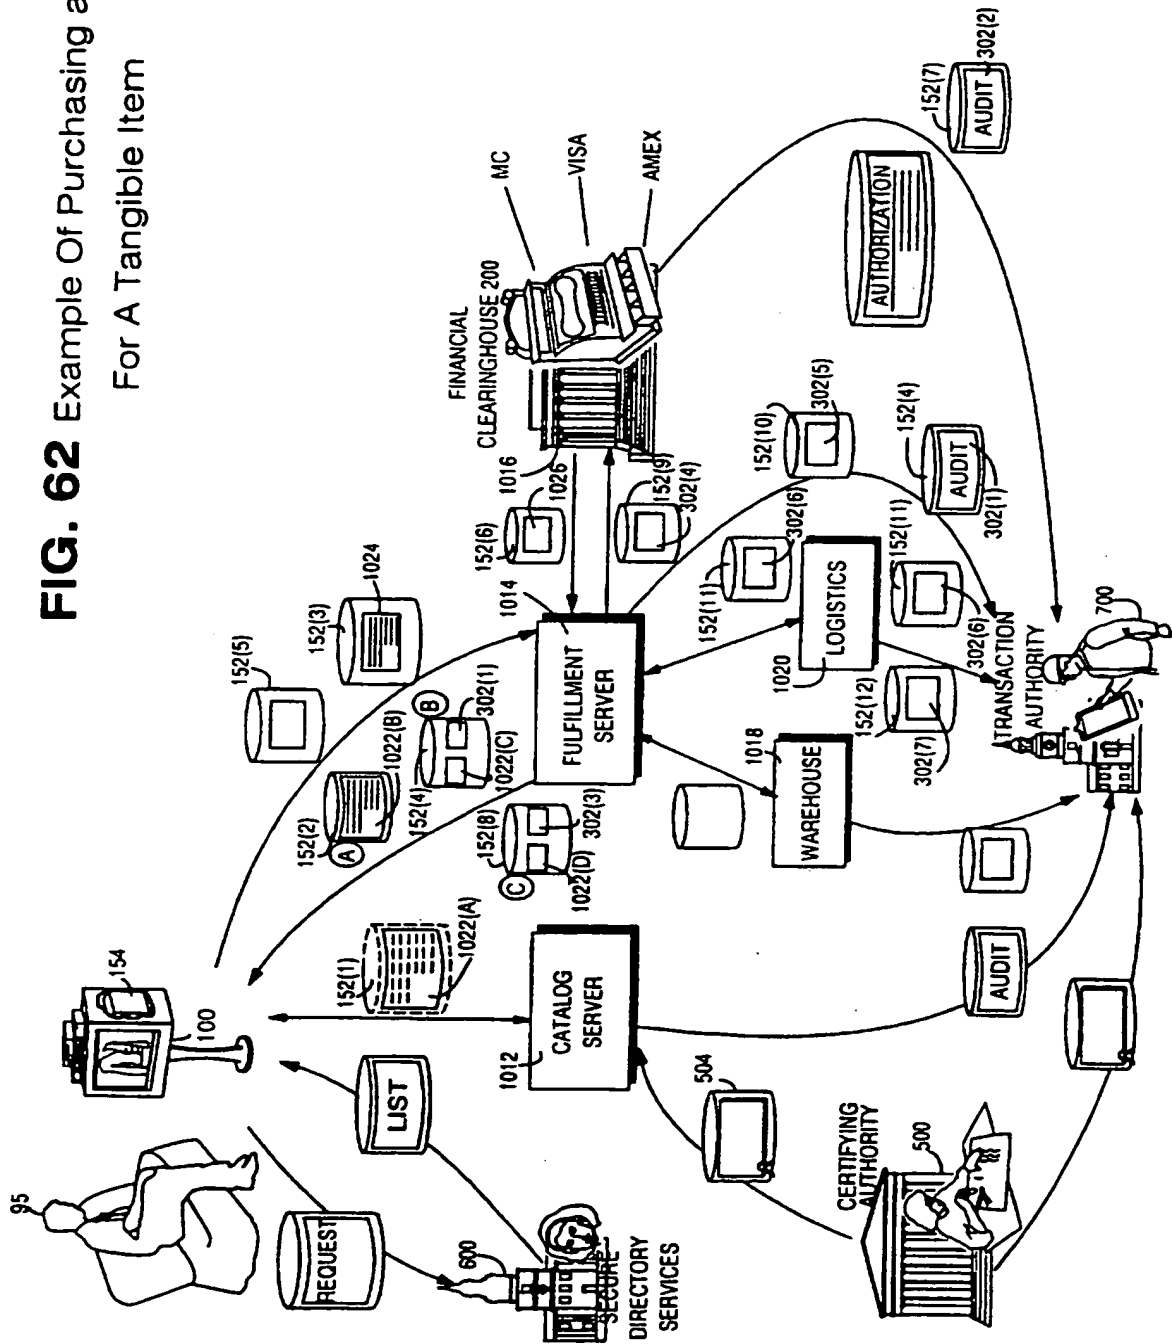 FIG. 62 Example Of Purchasing a
For A Tangible Item
95
154
100
REQUEST
LIST
600
SECURE
DIRECTORY
SERVICES
152(1)
1022(A)
152(5)
152(3)
1024
152(2)
A
1022(B)
152(4)
B
302(1)
1022(C)
152(8)
C
302(3)
1022(D)
1014
FULFILLMENT
SERVER
1012
CATALOG
SERVER
504
CERTIFYING
AUTHORITY
500
FINANCIAL
CLEARINGHOUSE 200
1016
MC
VISA
AMEX
152(6)
1026
152(9)
302(4)
152(10)
302(5)
152(11)
302(6)
LOGISTICS
1020
152(11)
302(6)
152(12)
302(7)
1018
WAREHOUSE
AUDIT
152(4)
AUDIT
302(1)
AUTHORIZATION
152(7)
AUDIT
302(2)
TRANSACTION
AUTHORITY
700